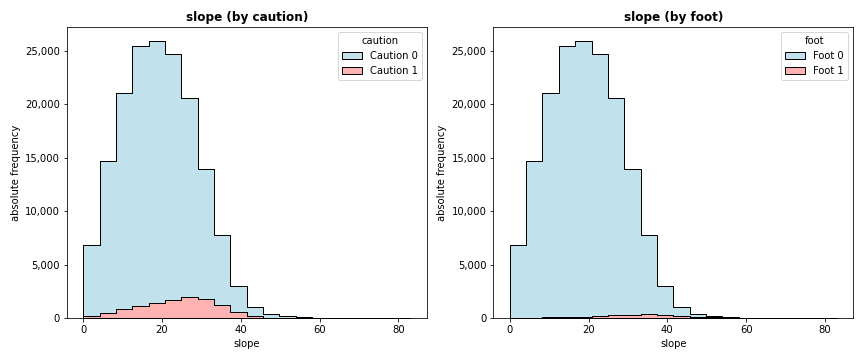 slope (by caution)
caution
Caution 0
Caution 1
25,000
20,000
15,000
10,000
5,000
0
absolute frequency
0 20 40 60 80
slope
slope (by foot)
foot
Foot 0
Foot 1
25,000
20,000
15,000
10,000
5,000
0
absolute frequency
0 20 40 60 80
slope